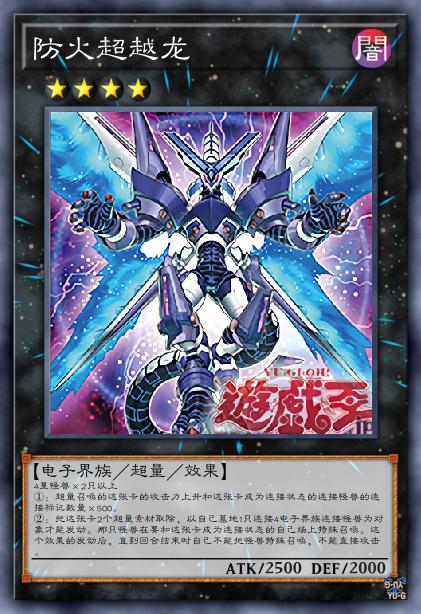 防火超越龙
闇
YU-GI-OH!
遊戯王
【电子界族／超量／效果】
4星怪兽×2只以上
①：超量召唤的这张卡的攻击力上升和这张卡成为连接状态的连接怪兽的连
接标记数量×500。
②：把这张卡2个超量素材取除，以自己墓地1只连接4电子界族连接怪兽为对
象才能发动。那只怪兽在要和这张卡成为连接状态的自己场上特殊召唤。这
个效果的发动后，直到回合结束时自己不能把怪兽特殊召唤，不能直接攻击
。
ATK/2500 DEF/2000